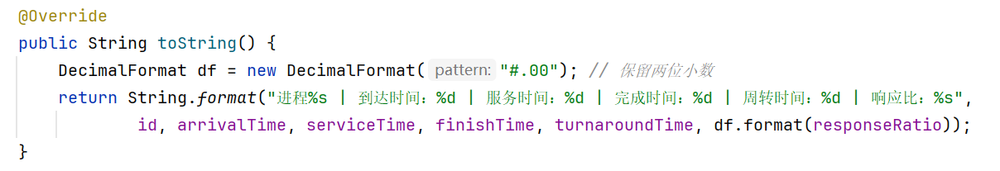 @Override
public String toString() {
    DecimalFormat df = new DecimalFormat( pattern: "#.00"); // 保留两位小数
    return String.format("进程%s | 到达时间: %d | 服务时间: %d | 完成时间: %d | 周转时间: %d | 响应比: %s",
            id, arrivalTime, serviceTime, finishTime, turnaroundTime, df.format(responseRatio));
}